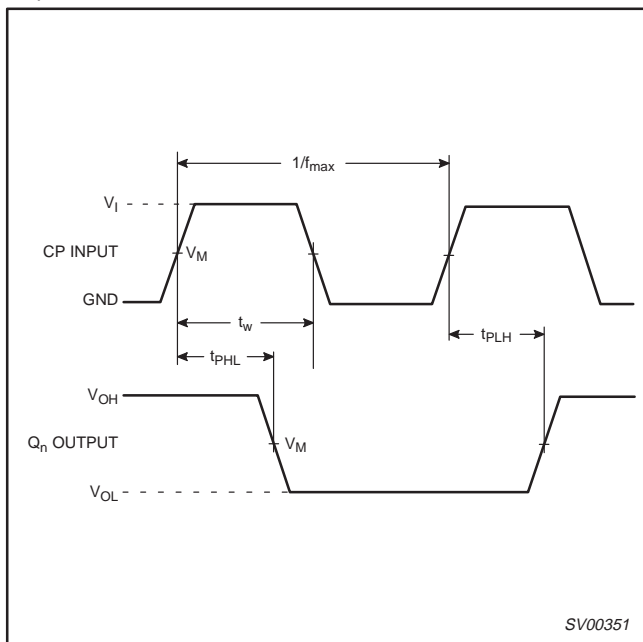 1/fmax
VI
CP INPUT
VM
GND
tw
tPLH
tPHL
VOH
Qn OUTPUT
VM
VOL
SV00351